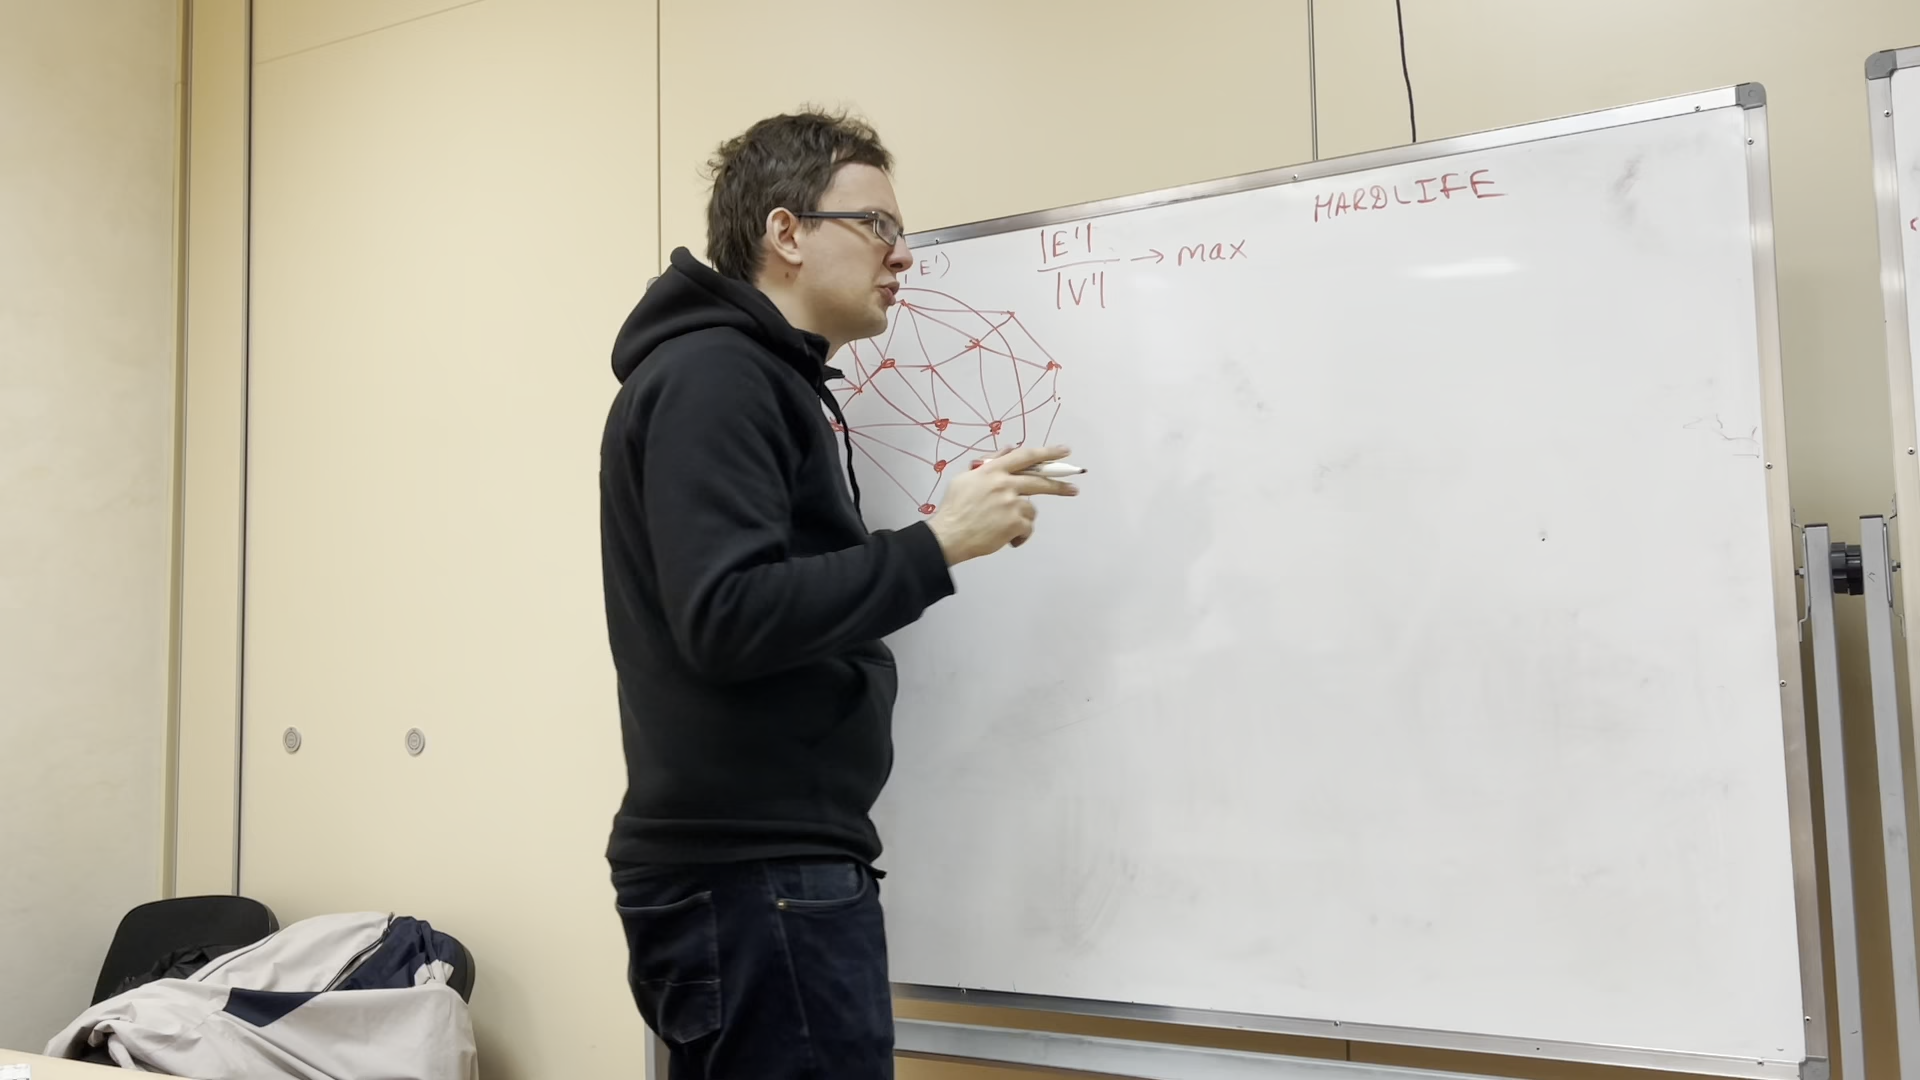 HARDLIFE
|E'|
|V'| → max
, E')